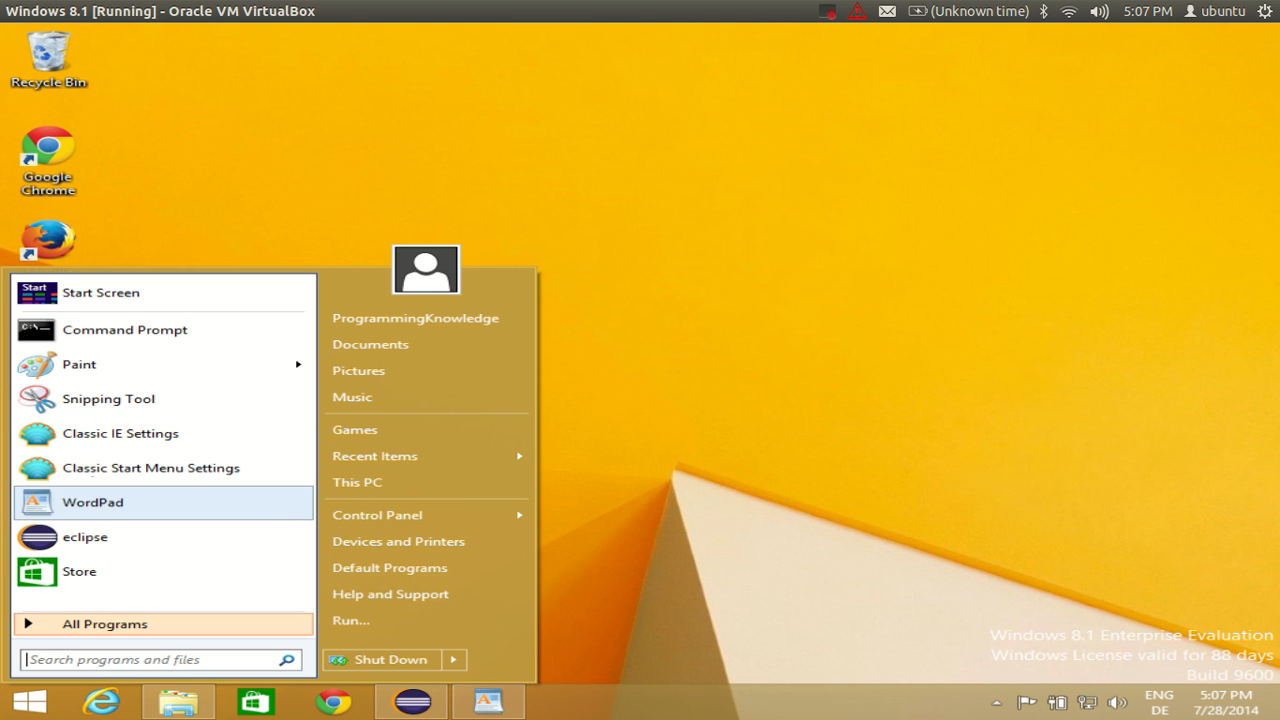 Windows 8.1 [Running] - Oracle VM VirtualBox
(Unknown time)
5:07 PM
ubuntu
Recycle Bin
Google
Chrome
Start
Start Screen
C:\_
Command Prompt
Paint
Snipping Tool
Classic IE Settings
Classic Start Menu Settings
WordPad
eclipse
Store
All Programs
Search programs and files
ProgrammingKnowledge
Documents
Pictures
Music
Games
Recent Items
This PC
Control Panel
Devices and Printers
Default Programs
Help and Support
Run...
Shut Down
Windows 8.1 Enterprise Evaluation
Windows License valid for 88 days
Build 9600
ENG
DE
5:07 PM
7/28/2014